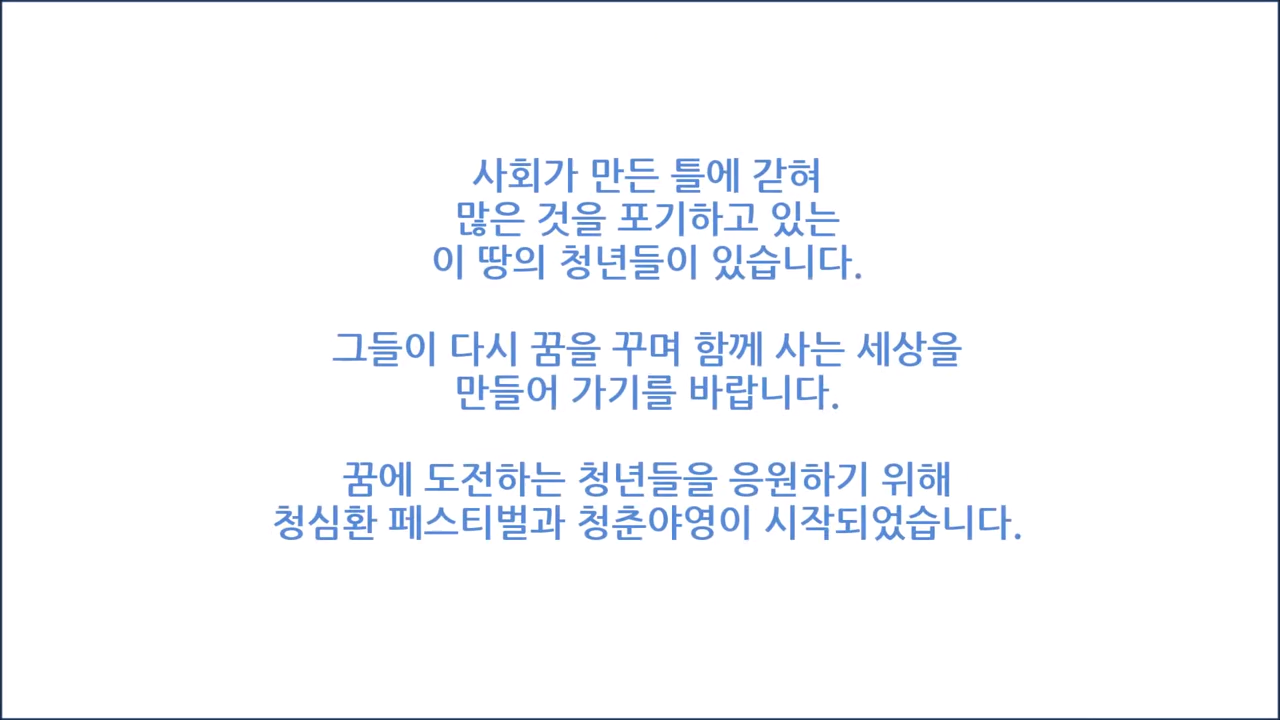 사회가 만든 틀에 갇혀
많은 것을 포기하고 있는
이 땅의 청년들이 있습니다.
그들이 다시 꿈을 꾸며 함께 사는 세상을
만들어 가기를 바랍니다.
꿈에 도전하는 청년들을 응원하기 위해
청심환 페스티벌과 청춘야영이 시작되었습니다.